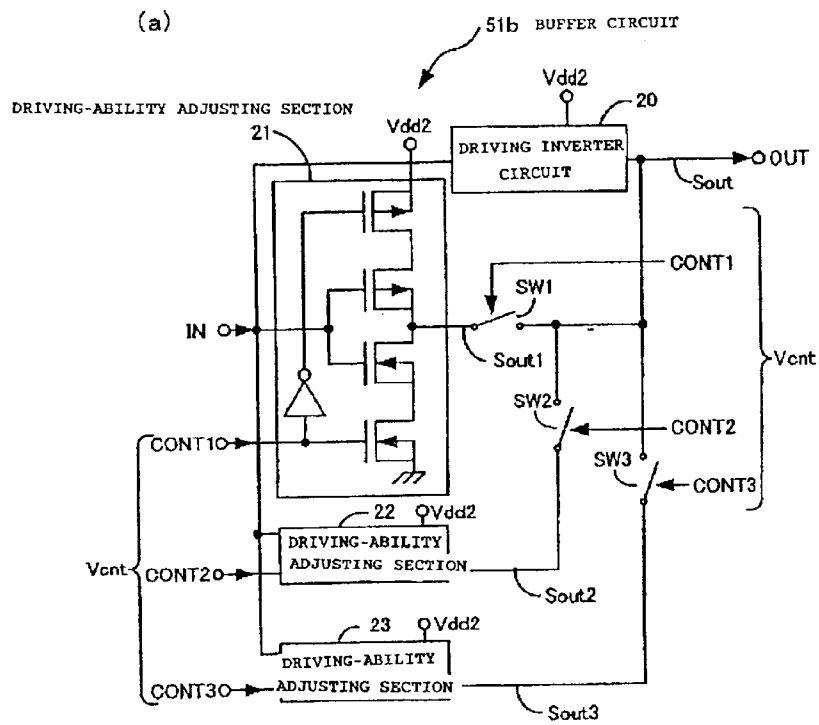 (a)
51b BUFFER CIRCUIT
Vdd2
20
DRIVING-ABILITY ADJUSTING SECTION
21
Vdd2
DRIVING INVERTER
CIRCUIT
OUT
Sout
CONT1
SW1
IN
Sout1
Vcnt
SW2
CONT2
CONT1
SW3
CONT3
22
Vdd2
DRIVING-ABILITY
ADJUSTING SECTION
Vcnt
CONT2
Sout2
23
Vdd2
DRIVING-ABILITY
ADJUSTING SECTION
CONT3
Sout3